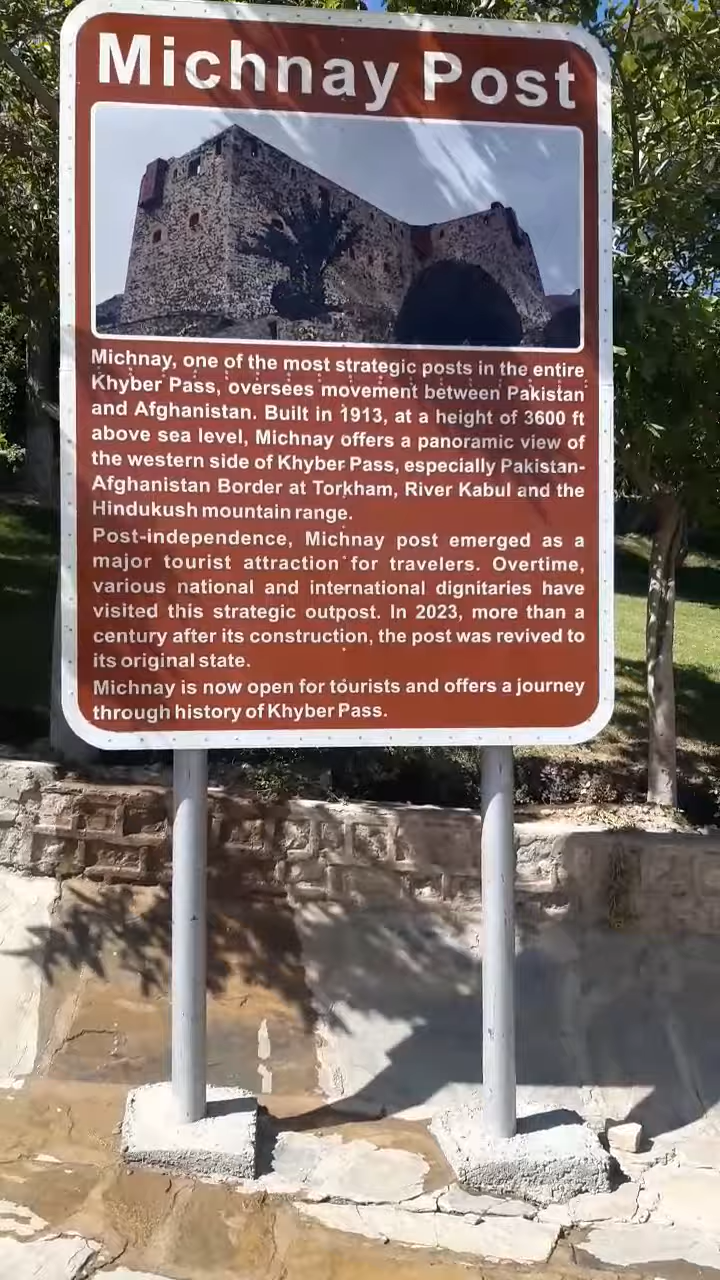 Michnay Post
Michnay, one of the most strategic posts in the entire
Khyber Pass, oversees movement between Pakistan
and Afghanistan. Built in 1913, at a height of 3600 ft
above sea level, Michnay offers a panoramic view of
the western side of Khyber Pass, especially Pakistan-
Afghanistan Border at Torkham, River Kabul and the
Hindukush mountain range.
Post-independence, Michnay post emerged as a
major tourist attraction for travelers. Overtime,
various national and international dignitaries have
visited this strategic outpost. In 2023, more than a
century after its construction, the post was revived to
its original state.
Michnay is now open for tourists and offers a journey
through history of Khyber Pass.